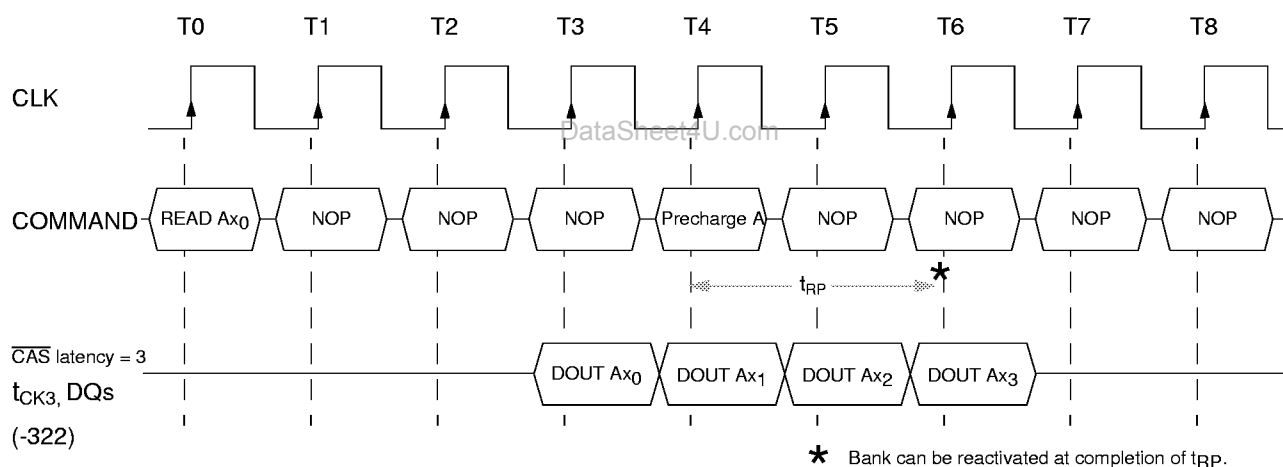 T0 T1 T2 T3 T4 T5 T6 T7 T8
CLK
DataSheet4U.com
COMMAND READ Ax0 NOP NOP NOP Precharge A NOP NOP NOP NOP
*
tRP
CAS latency = 3
DOUT Ax0 DOUT Ax1 DOUT Ax2 DOUT Ax3
tCK3, DQs
(-322)
* Bank can be reactivated at completion of tRP.